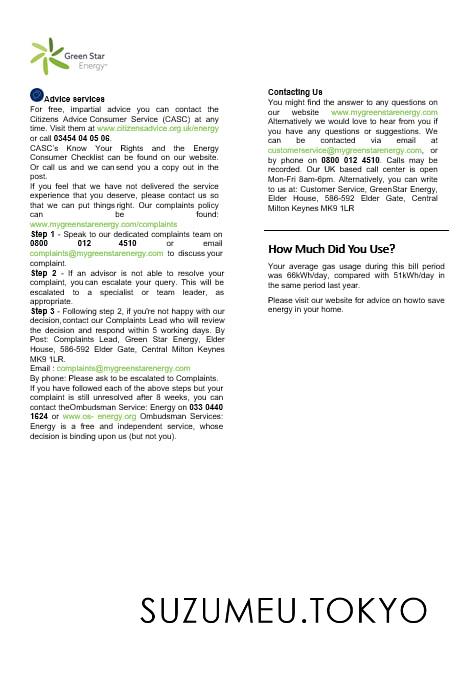 Green Star
Energy
Advice services
For free, impartial advice you can contact the
Citizens Advice Consumer Service (CASC) at any
time. Visit them at www.citizensadvice.org.uk/energy
or call 03454 04 05 06.
CASC's Know Your Rights and the Energy
Consumer Checklist can be found on our website.
Or call us and we can send you a copy out in the
post.
If you feel that we have not delivered the service
experience that you deserve, please contact us so
that we can put things right. Our complaints policy
can be found:
www.mygreenstarenergy.com/complaints
Step 1 - Speak to our dedicated complaints team on
0800 012 4510 or email
complaints@mygreenstarenergy.com to discuss your
complaint.
Step 2 - If an advisor is not able to resolve your
complaint, you can escalate your query. This will be
escalated to a specialist or team leader, as
appropriate.
Step 3 - Following step 2, if you're not happy with our
decision, contact our Complaints Lead who will review
the decision and respond within 5 working days. By
Post: Complaints Lead, Green Star Energy, Elder
House, 586-592 Elder Gate, Central Milton Keynes
MK9 1LR.
Email : complaints@mygreenstarenergy.com
By phone: Please ask to be escalated to Complaints.
If you have followed each of the above steps but your
complaint is still unresolved after 8 weeks, you can
contact theOmbudsman Service: Energy on 033 0440
1624 or www.os- energy.org Ombudsman Services:
Energy is a free and independent service, whose
decision is binding upon us (but not you).
Contacting Us
You might find the answer to any questions on
our website www.mygreenstarenergy.com
Alternatively we would love to hear from you if
you have any questions or suggestions. We
can be contacted via email at
customerservice@mygreenstarenergy.com, or
by phone on 0800 012 4510. Calls may be
recorded. Our UK based call center is open
Mon-Fri 8am-6pm. Alternatively, you can write
to us at: Customer Service, GreenStar Energy,
Elder House, 586-592 Elder Gate, Central
Milton Keynes MK9 1LR
How Much Did You Use?
Your average gas usage during this bill period
was 66kWh/day, compared with 51kWh/day in
the same period last year.
Please visit our website for advice on howto save
energy in your home.
SUZUMEU.TOKYO